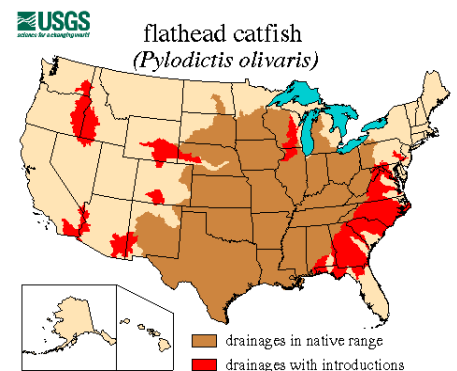 USGS
science for a changing world
flathead catfish
(Pylodictis olivaris)
drainages in native range
drainages with introductions